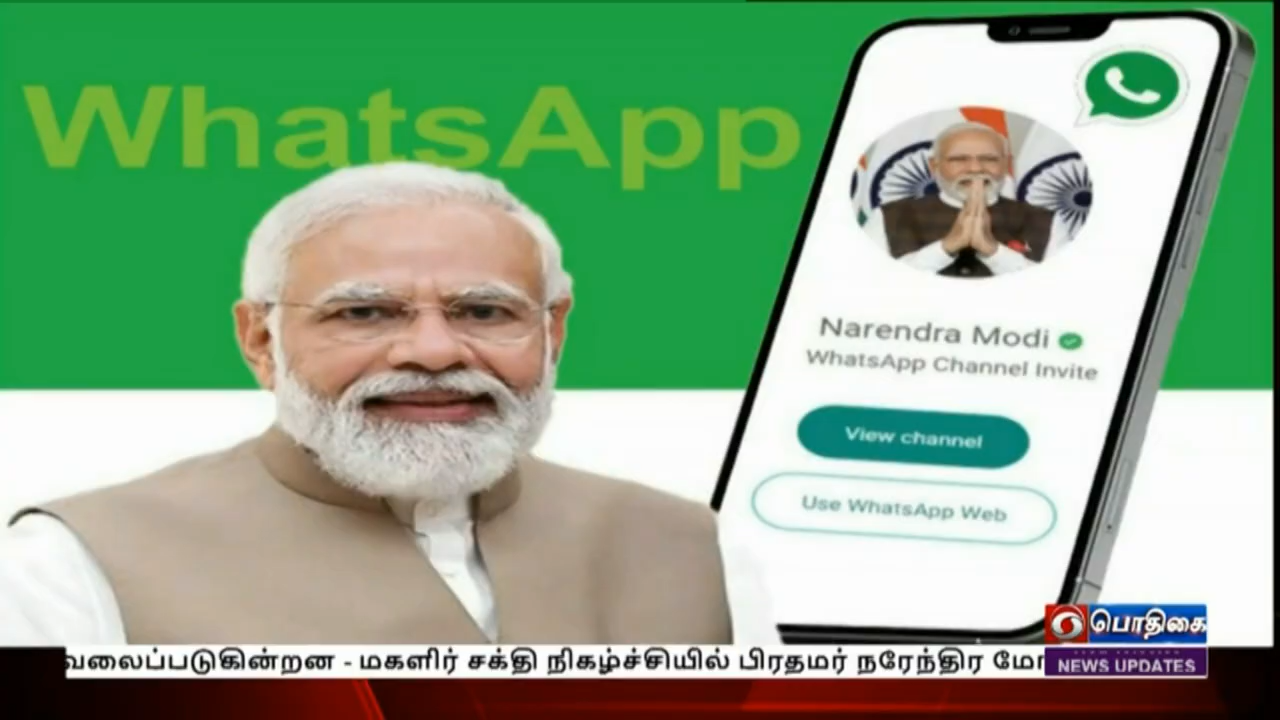 WhatsApp
Narendra Modi
WhatsApp Channel Invite
View channel
Use WhatsApp Web
பொதிகை
வலைப்படுகின்றன - மகளிர் சக்தி நிகழ்ச்சியில் பிரதமர் நரேந்திர மோ
NEWS UPDATES